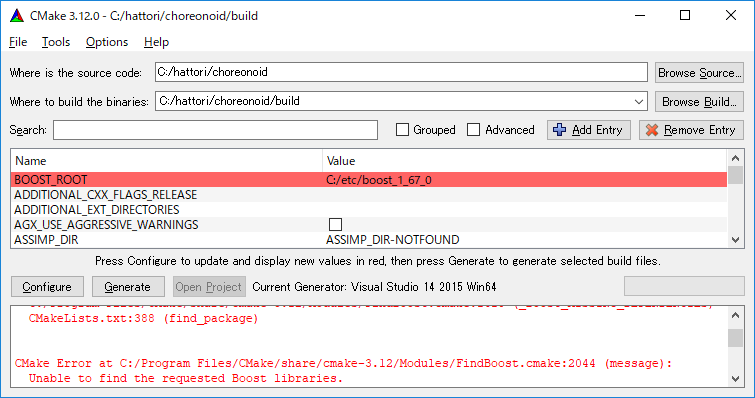 CMake 3.12.0 - C:/hattori/choreonoid/build
File Tools Options Help
Where is the source code: C:/hattori/choreonoid Browse Source...
Where to build the binaries: C:/hattori/choreonoid/build Browse Build...
Search: Grouped Advanced Add Entry Remove Entry
Name Value
BOOST_ROOT C:/etc/boost_1_67_0
ADDITIONAL_CXX_FLAGS_RELEASE
ADDITIONAL_EXT_DIRECTORIES
AGX_USE_AGGRESSIVE_WARNINGS
ASSIMP_DIR ASSIMP_DIR-NOTFOUND
Press Configure to update and display new values in red, then press Generate to generate selected build files.
Configure Generate Open Project Current Generator: Visual Studio 14 2015 Win64
CMakeLists.txt:388 (find_package)
CMake Error at C:/Program Files/CMake/share/cmake-3.12/Modules/FindBoost.cmake:2044 (message):
Unable to find the requested Boost libraries.